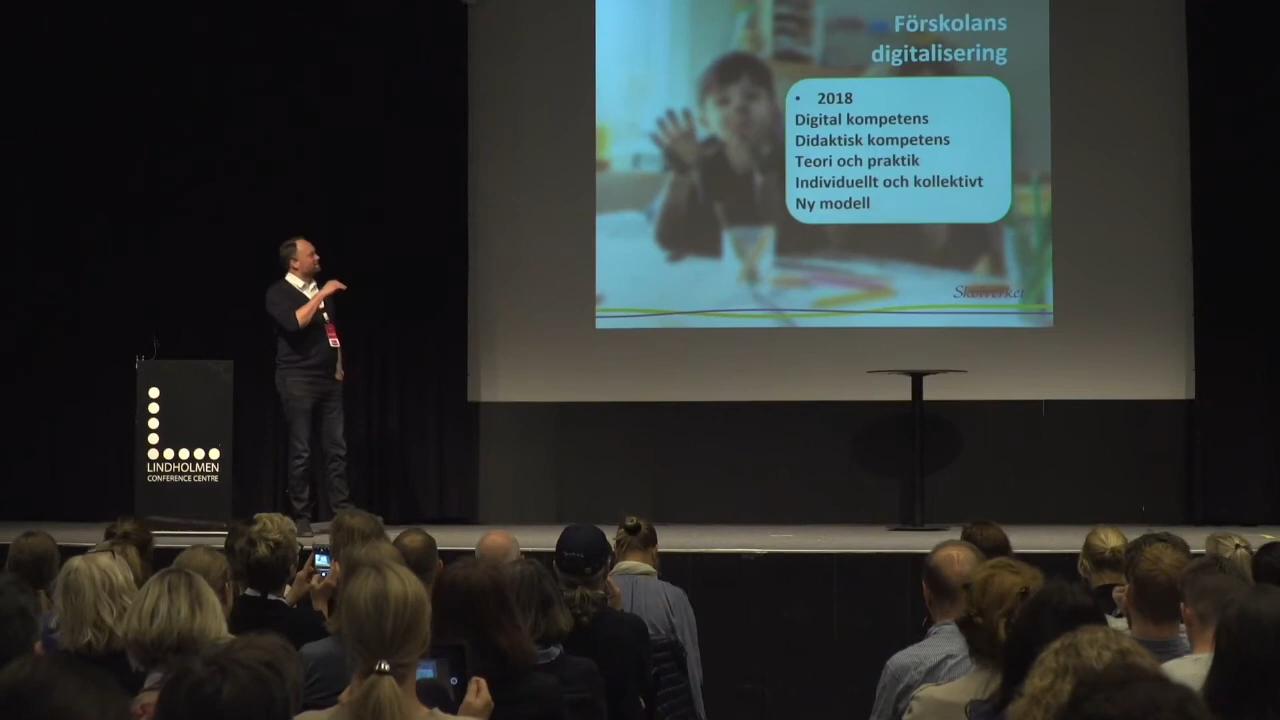 Förskolans
digitalisering
• 2018
Digital kompetens
Didaktisk kompetens
Teori och praktik
Individuellt och kollektivt
Ny modell
Skolverket
LINDHOLMEN
CONFERENCE CENTRE